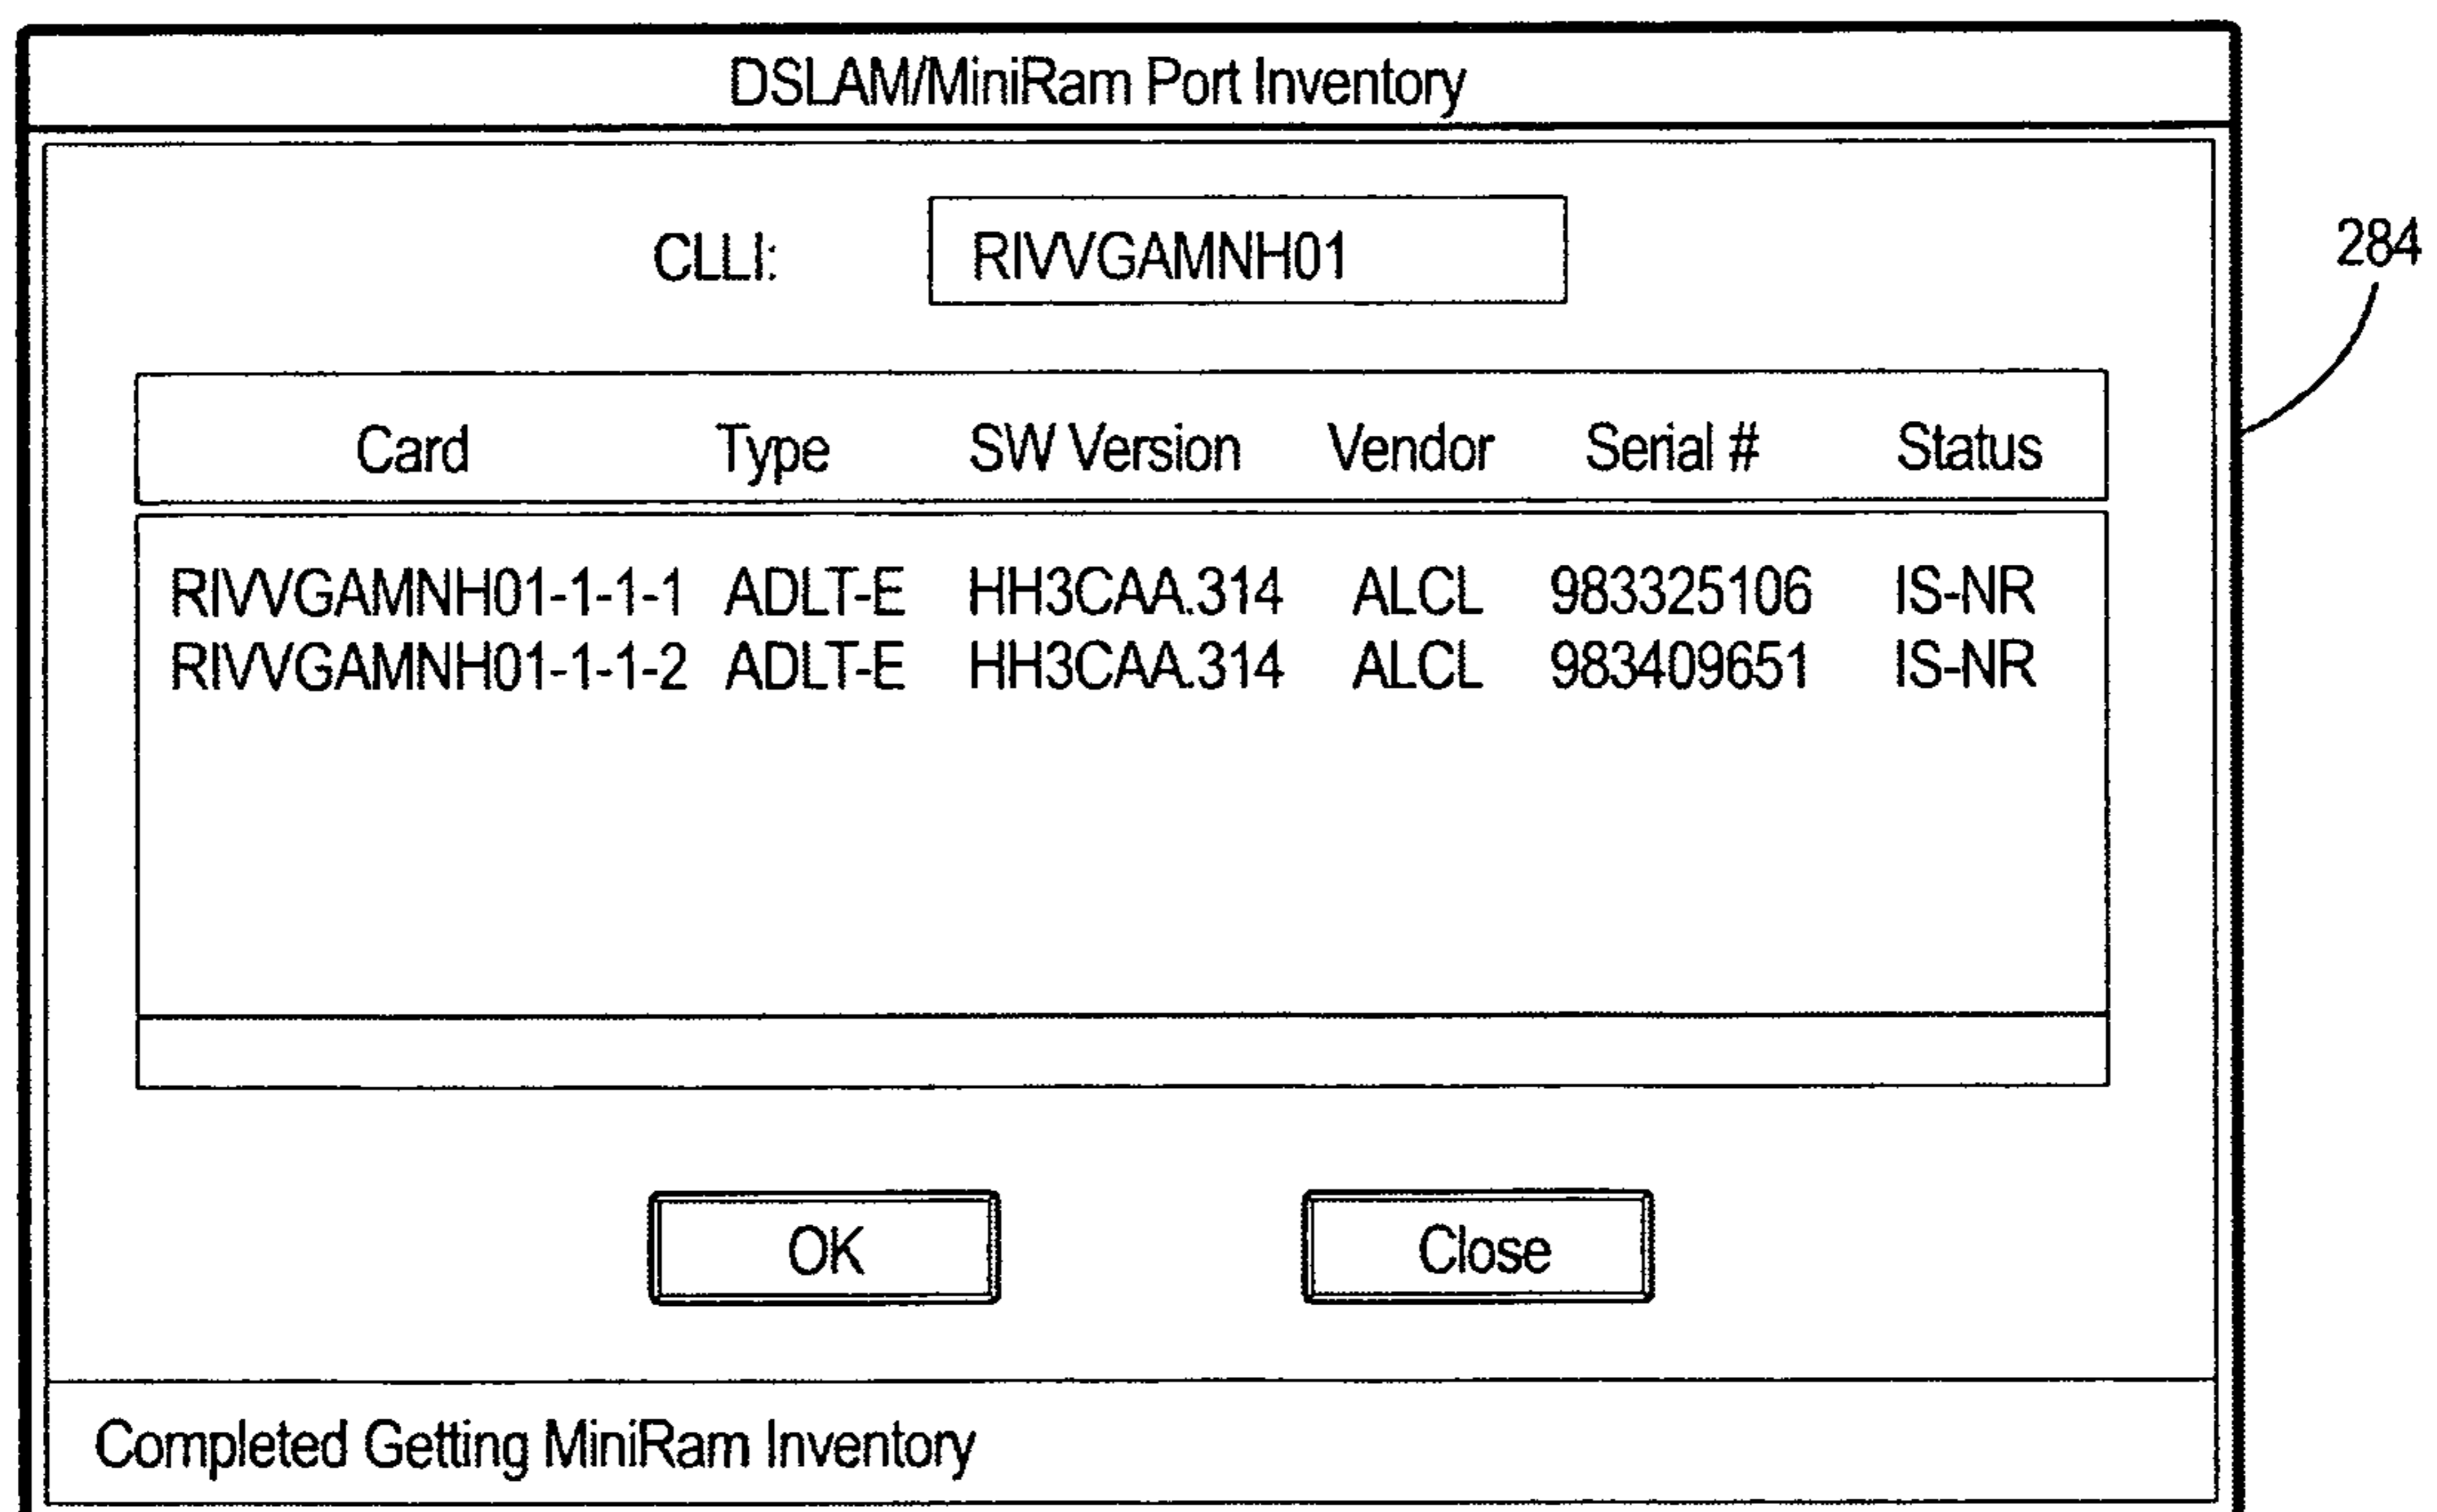 DSLAM/MiniRam Port Inventory
CLLI: RIVVGAMNH01
284
Card Type SW Version Vendor Serial # Status
RIVVGAMNH01-1-1-1 ADLT-E HH3CAA.314 ALCL 983325106 IS-NR
RIVVGAMNH01-1-1-2 ADLT-E HH3CAA.314 ALCL 983409651 IS-NR
OK Close
Completed Getting MiniRam Inventory